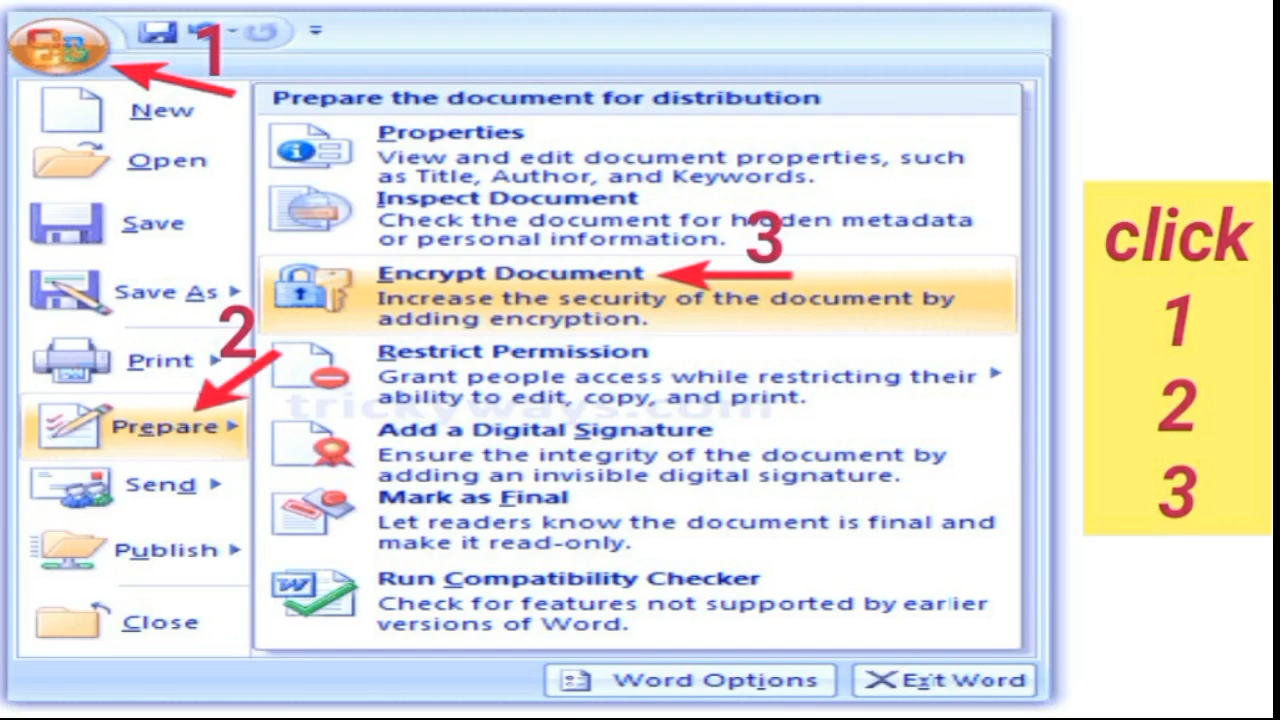 1
New
Open
Save
Save As
2
Print
Prepare
Send
Publish
Close
Prepare the document for distribution
Properties
View and edit document properties, such
as Title, Author, and Keywords.
Inspect Document
Check the document for hidden metadata
or personal information.
3
Encrypt Document
Increase the security of the document by
adding encryption.
Restrict Permission
Grant people access while restricting their
ability to edit, copy, and print.
trickyways.com
Add a Digital Signature
Ensure the integrity of the document by
adding an invisible digital signature.
Mark as Final
Let readers know the document is final and
make it read-only.
Run Compatibility Checker
Check for features not supported by earlier
versions of Word.
Word Options
Exit Word
click
1
2
3